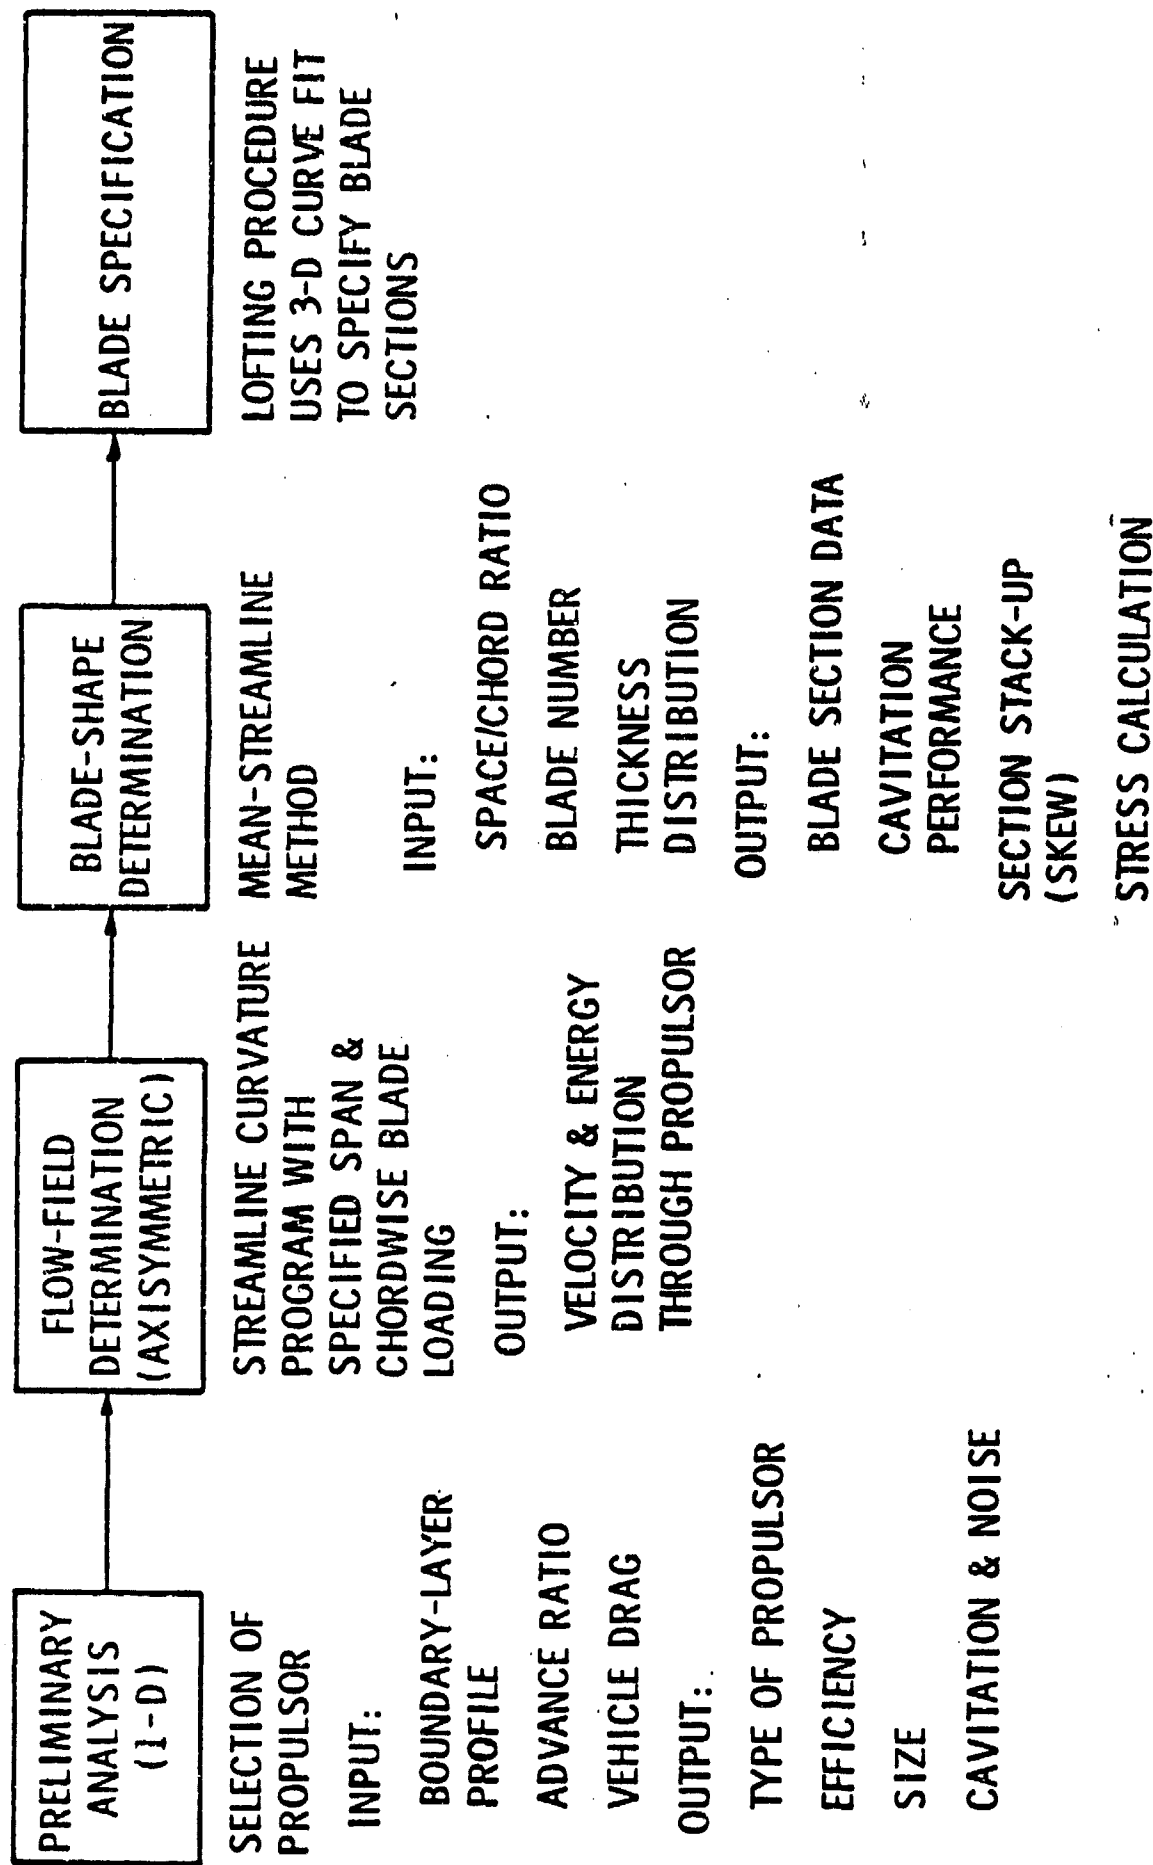 PRELIMINARY
ANALYSIS
(1-D)
SELECTION OF
PROPULSOR
INPUT:
BOUNDARY-LAYER
PROFILE
ADVANCE RATIO
VEHICLE DRAG
OUTPUT:
TYPE OF PROPULSOR
EFFICIENCY
SIZE
CAVITATION & NOISE
FLOW-FIELD
DETERMINATION
(AXISYMMETRIC)
STREAMLINE CURVATURE
PROGRAM WITH
SPECIFIED SPAN &
CHORDWISE BLADE
LOADING
OUTPUT:
VELOCITY & ENERGY
DISTRIBUTION
THROUGH PROPULSOR
BLADE-SHAPE
DETERMINATION
MEAN-STREAMLINE
METHOD
INPUT:
SPACE/CHORD RATIO
BLADE NUMBER
THICKNESS
DISTRIBUTION
OUTPUT:
BLADE SECTION DATA
CAVITATION
PERFORMANCE
SECTION STACK-UP
(SKEW)
STRESS CALCULATION
BLADE SPECIFICATION
LOFTING PROCEDURE
USES 3-D CURVE FIT
TO SPECIFY BLADE
SECTIONS